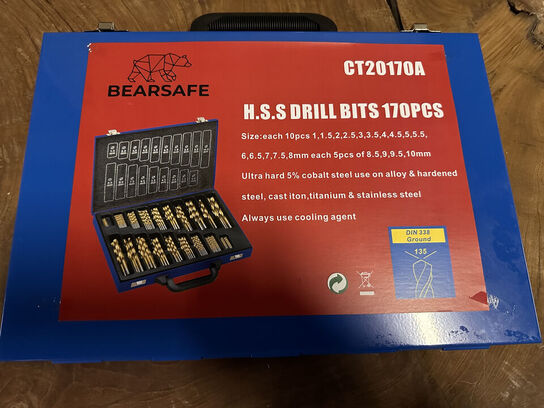 BEARSAFE
CT20170A
H.S.S DRILL BITS 170PCS
Size:each 10pcs 1,1.5,2,2.5,3,3.5,4,4.5,5,5.5,
6,6.5,7,7.5,8mm each 5pcs of 8.5,9,9.5,10mm
Ultra hard 5% cobalt steel use on alloy & hardened
steel, cast iton,titanium & stainless steel
Always use cooling agent
DIN 338
Ground
135